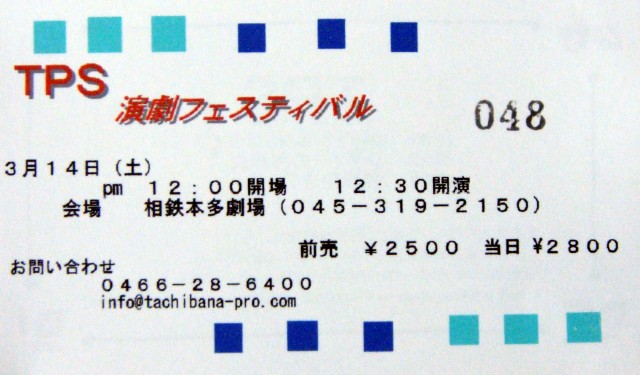 TPS
演劇フェスティバル
048
3月14日(土)
pm 12:00開場 12:30開演
会場 相鉄本多劇場(045-319-2150)
前売 ¥2500 当日 ¥2800
お問い合わせ
0466-28-6400
info@tachibana-pro.com